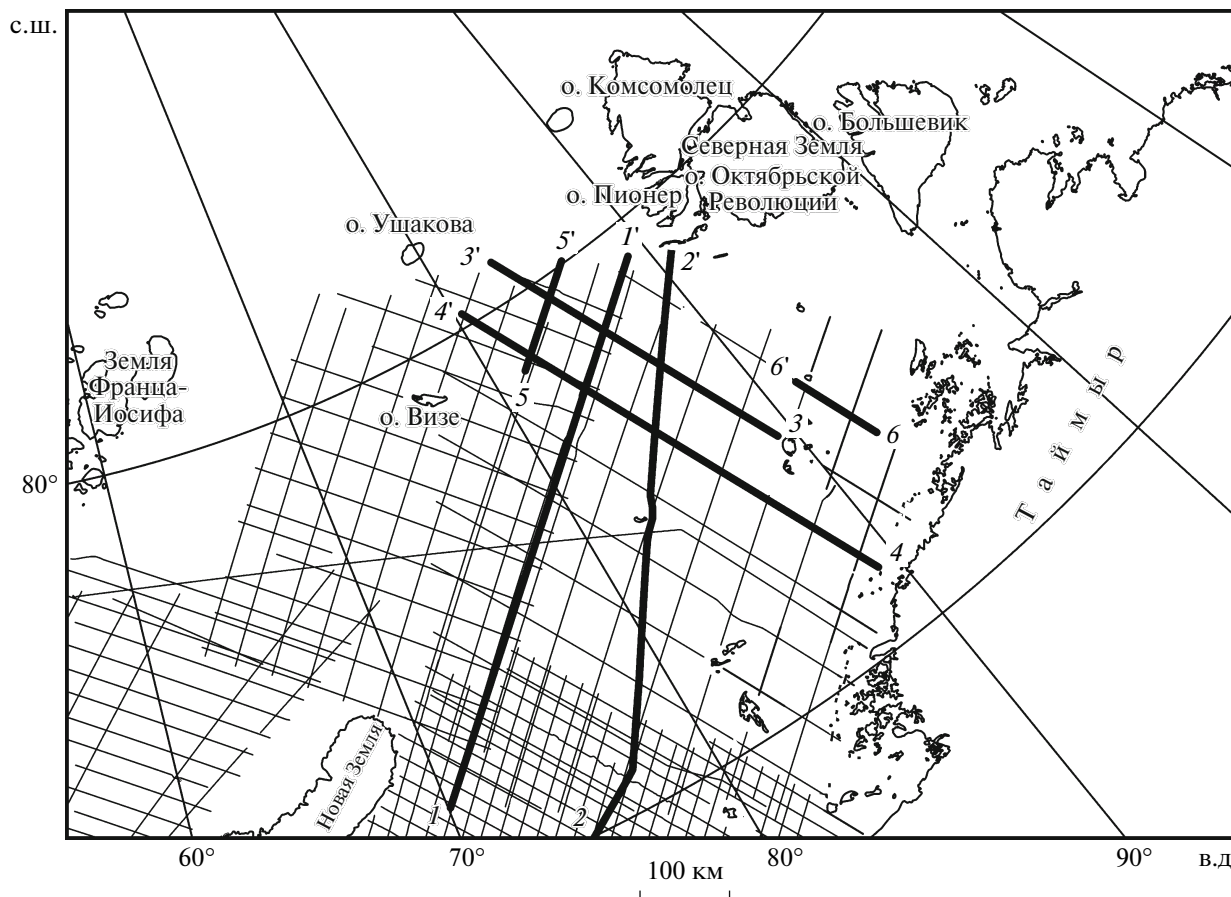 с.ш.
о. Комсомолец
о. Большевик
Северная Земля
о. Октябрьской
Революции
о. Пионер
о. Ушакова
3'
5'
1'
2'
4'
Земля
Франца-
Иосифа
о. Визе
5
6'
3
6
4
80°
Таймыр
Новая Земля
1
2
60°
70°
80°
90°
в.д
100 км